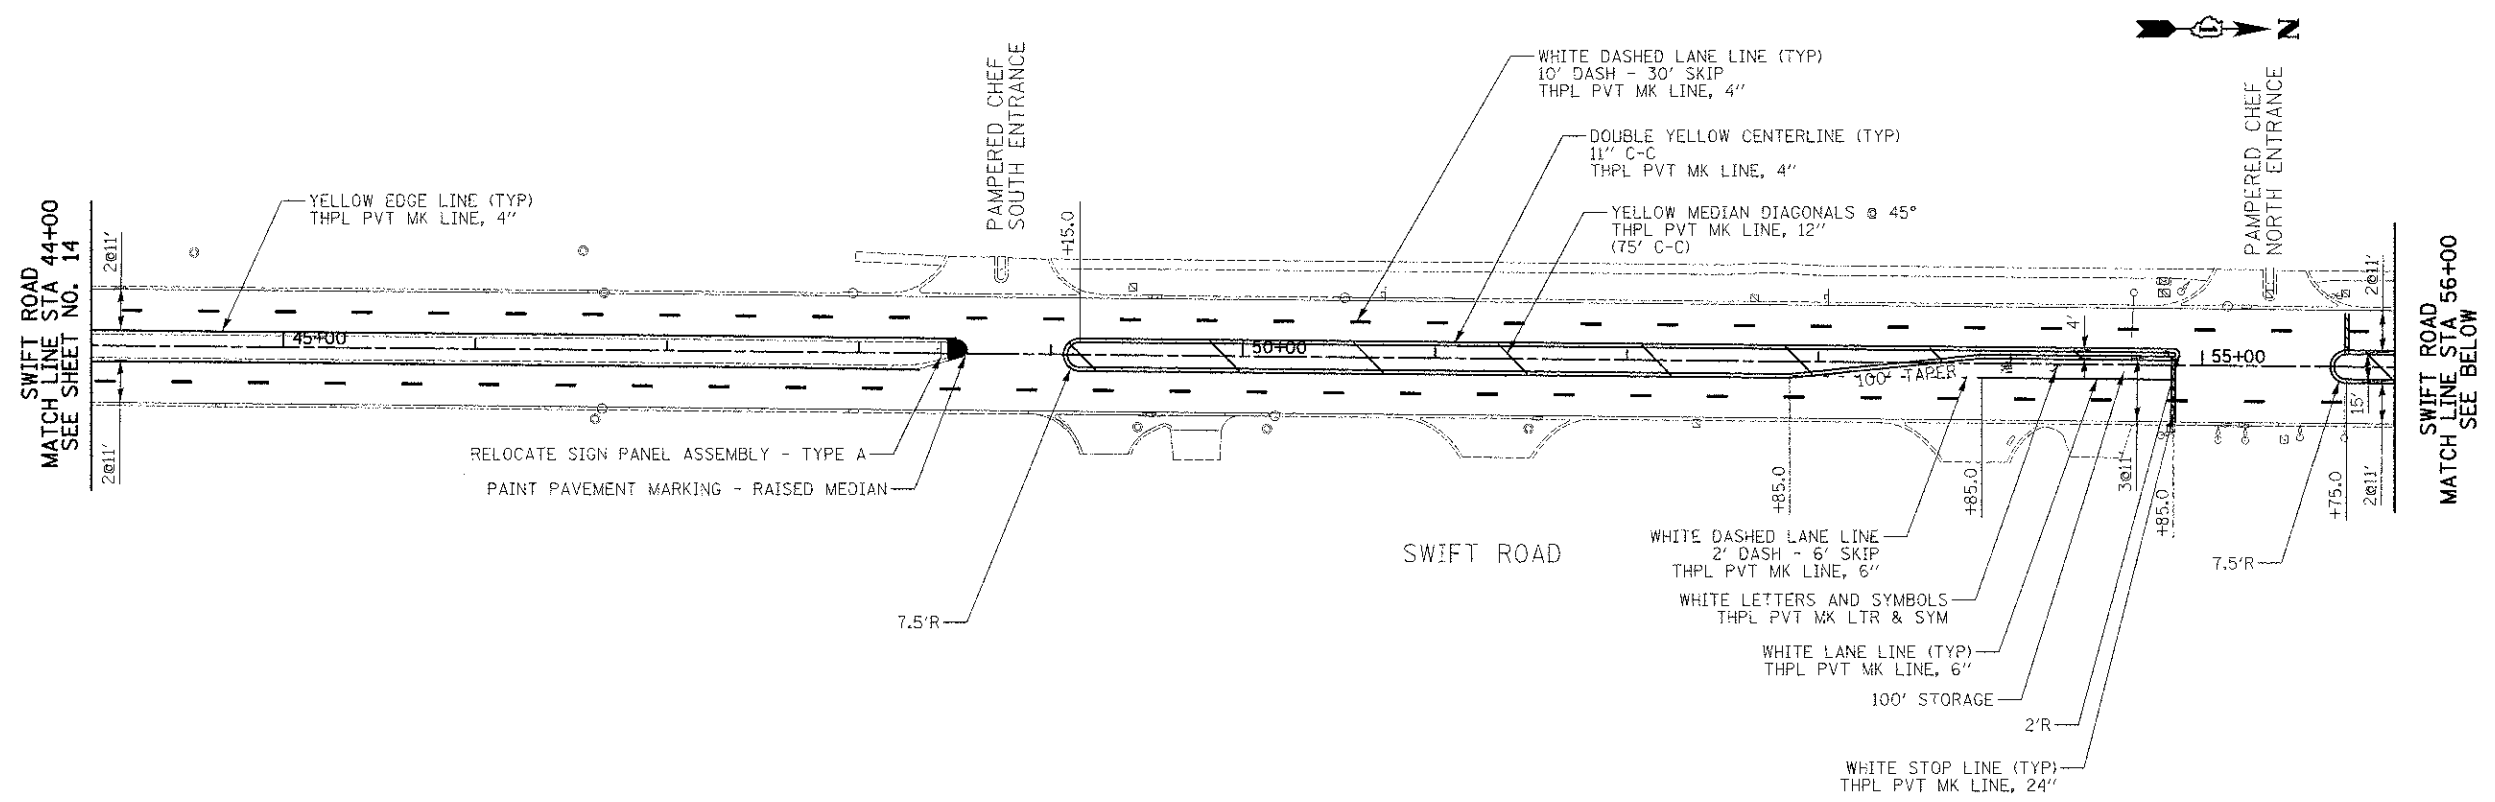 N
WHITE DASHED LANE LINE (TYP)
10' DASH - 30' SKIP
THPL PVT MK LINE, 4"
PAMPERED CHEF
SOUTH ENTRANCE
PAMPERED CHEF
NORTH ENTRANCE
DOUBLE YELLOW CENTERLINE (TYP)
11" C-C
THPL PVT MK LINE, 4"
YELLOW EDGE LINE (TYP)
THPL PVT MK LINE, 4"
YELLOW MEDIAN DIAGONALS @ 45°
THPL PVT MK LINE, 12"
(75' C-C)
SWIFT ROAD
MATCH LINE STA 44+00
SEE SHEET NO. 14
2@11'
2@11'
+15.0
45+00
50+00
55+00
100' TAPER
4'
2@11'
15'
SWIFT ROAD
MATCH LINE STA 56+00
SEE BELOW
RELOCATE SIGN PANEL ASSEMBLY - TYPE A
PAINT PAVEMENT MARKING - RAISED MEDIAN
+85.0
+85.0
3@11'
+85.0
+75.0
2@11'
SWIFT ROAD
WHITE DASHED LANE LINE
2' DASH - 6' SKIP
THPL PVT MK LINE, 6"
7.5'R
WHITE LETTERS AND SYMBOLS
THPL PVT MK LTR & SYM
7.5'R
WHITE LANE LINE (TYP)
THPL PVT MK LINE, 6"
100' STORAGE
2'R
WHITE STOP LINE (TYP)
THPL PVT MK LINE, 24"